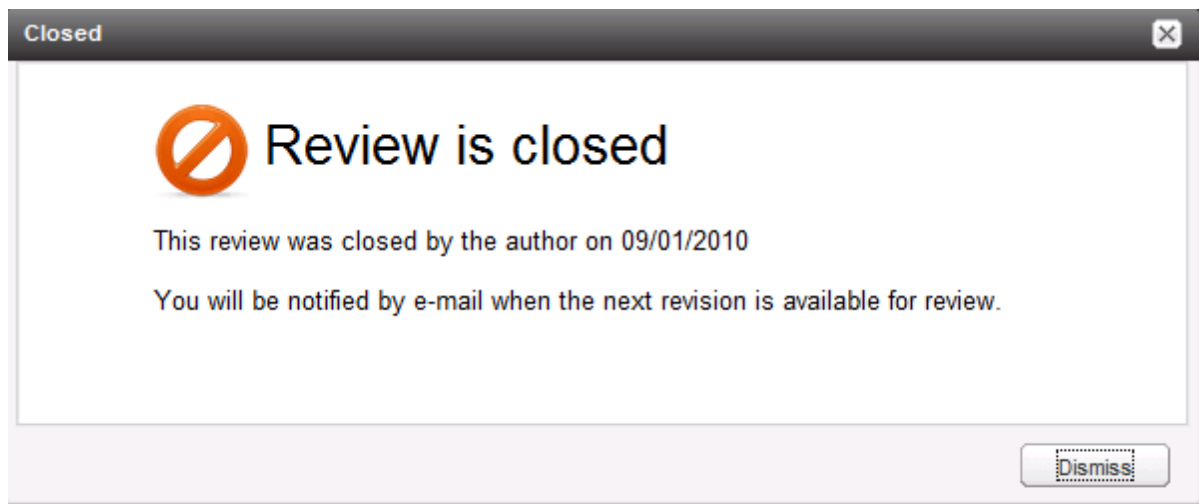 Closed
Review is closed
This review was closed by the author on 09/01/2010
You will be notified by e-mail when the next revision is available for review.
Dismiss